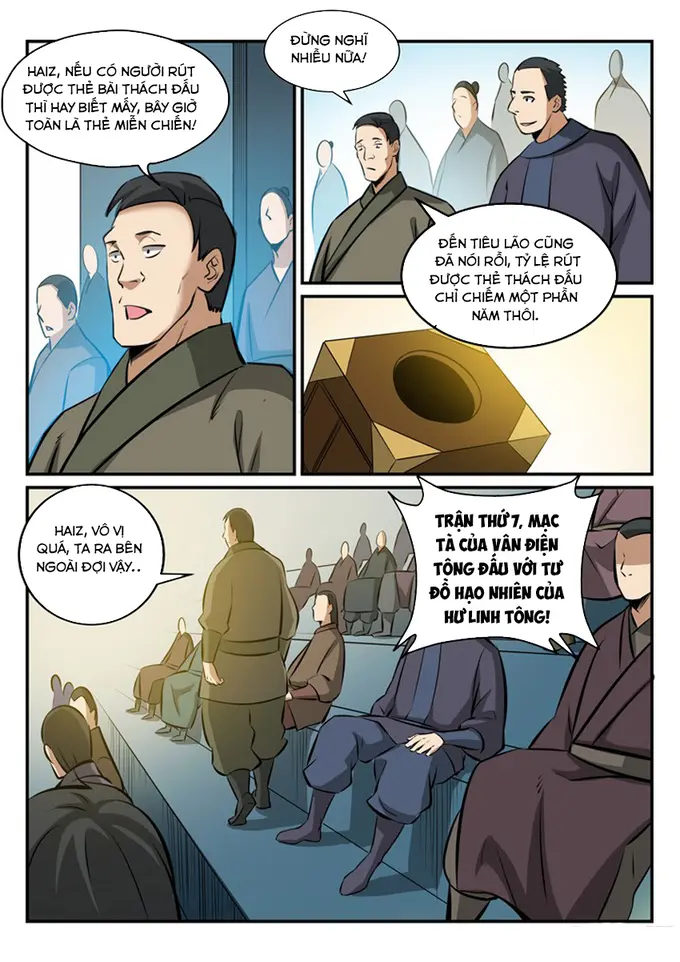 HAIZ, NẾU CÓ NGƯỜI RÚT
ĐƯỢC THẺ BÀI THÁCH ĐẤU
THÌ HAY BIẾT MẤY, BÂY GIỜ
TOÀN LÀ THẺ MIỄN CHIẾN!
ĐỪNG NGHĨ
NHIỀU NỮA!
ĐẾN TIÊU LÃO CŨNG
ĐÃ NÓI RỒI, TỶ LỆ RÚT
ĐƯỢC THẺ THÁCH ĐẤU
CHỈ CHIẾM MỘT PHẦN
NĂM THÔI.
HAIZ, VÔ VỊ
QUÁ, TA RA BÊN
NGOÀI ĐỢI VẬY..
TRẬN THỨ 7, MẠC
TÀ CỦA VÂN ĐIỆN
TÔNG ĐẤU VỚI TƯ
ĐỒ HẠO NHIÊN CỦA
HƯ LINH TÔNG!